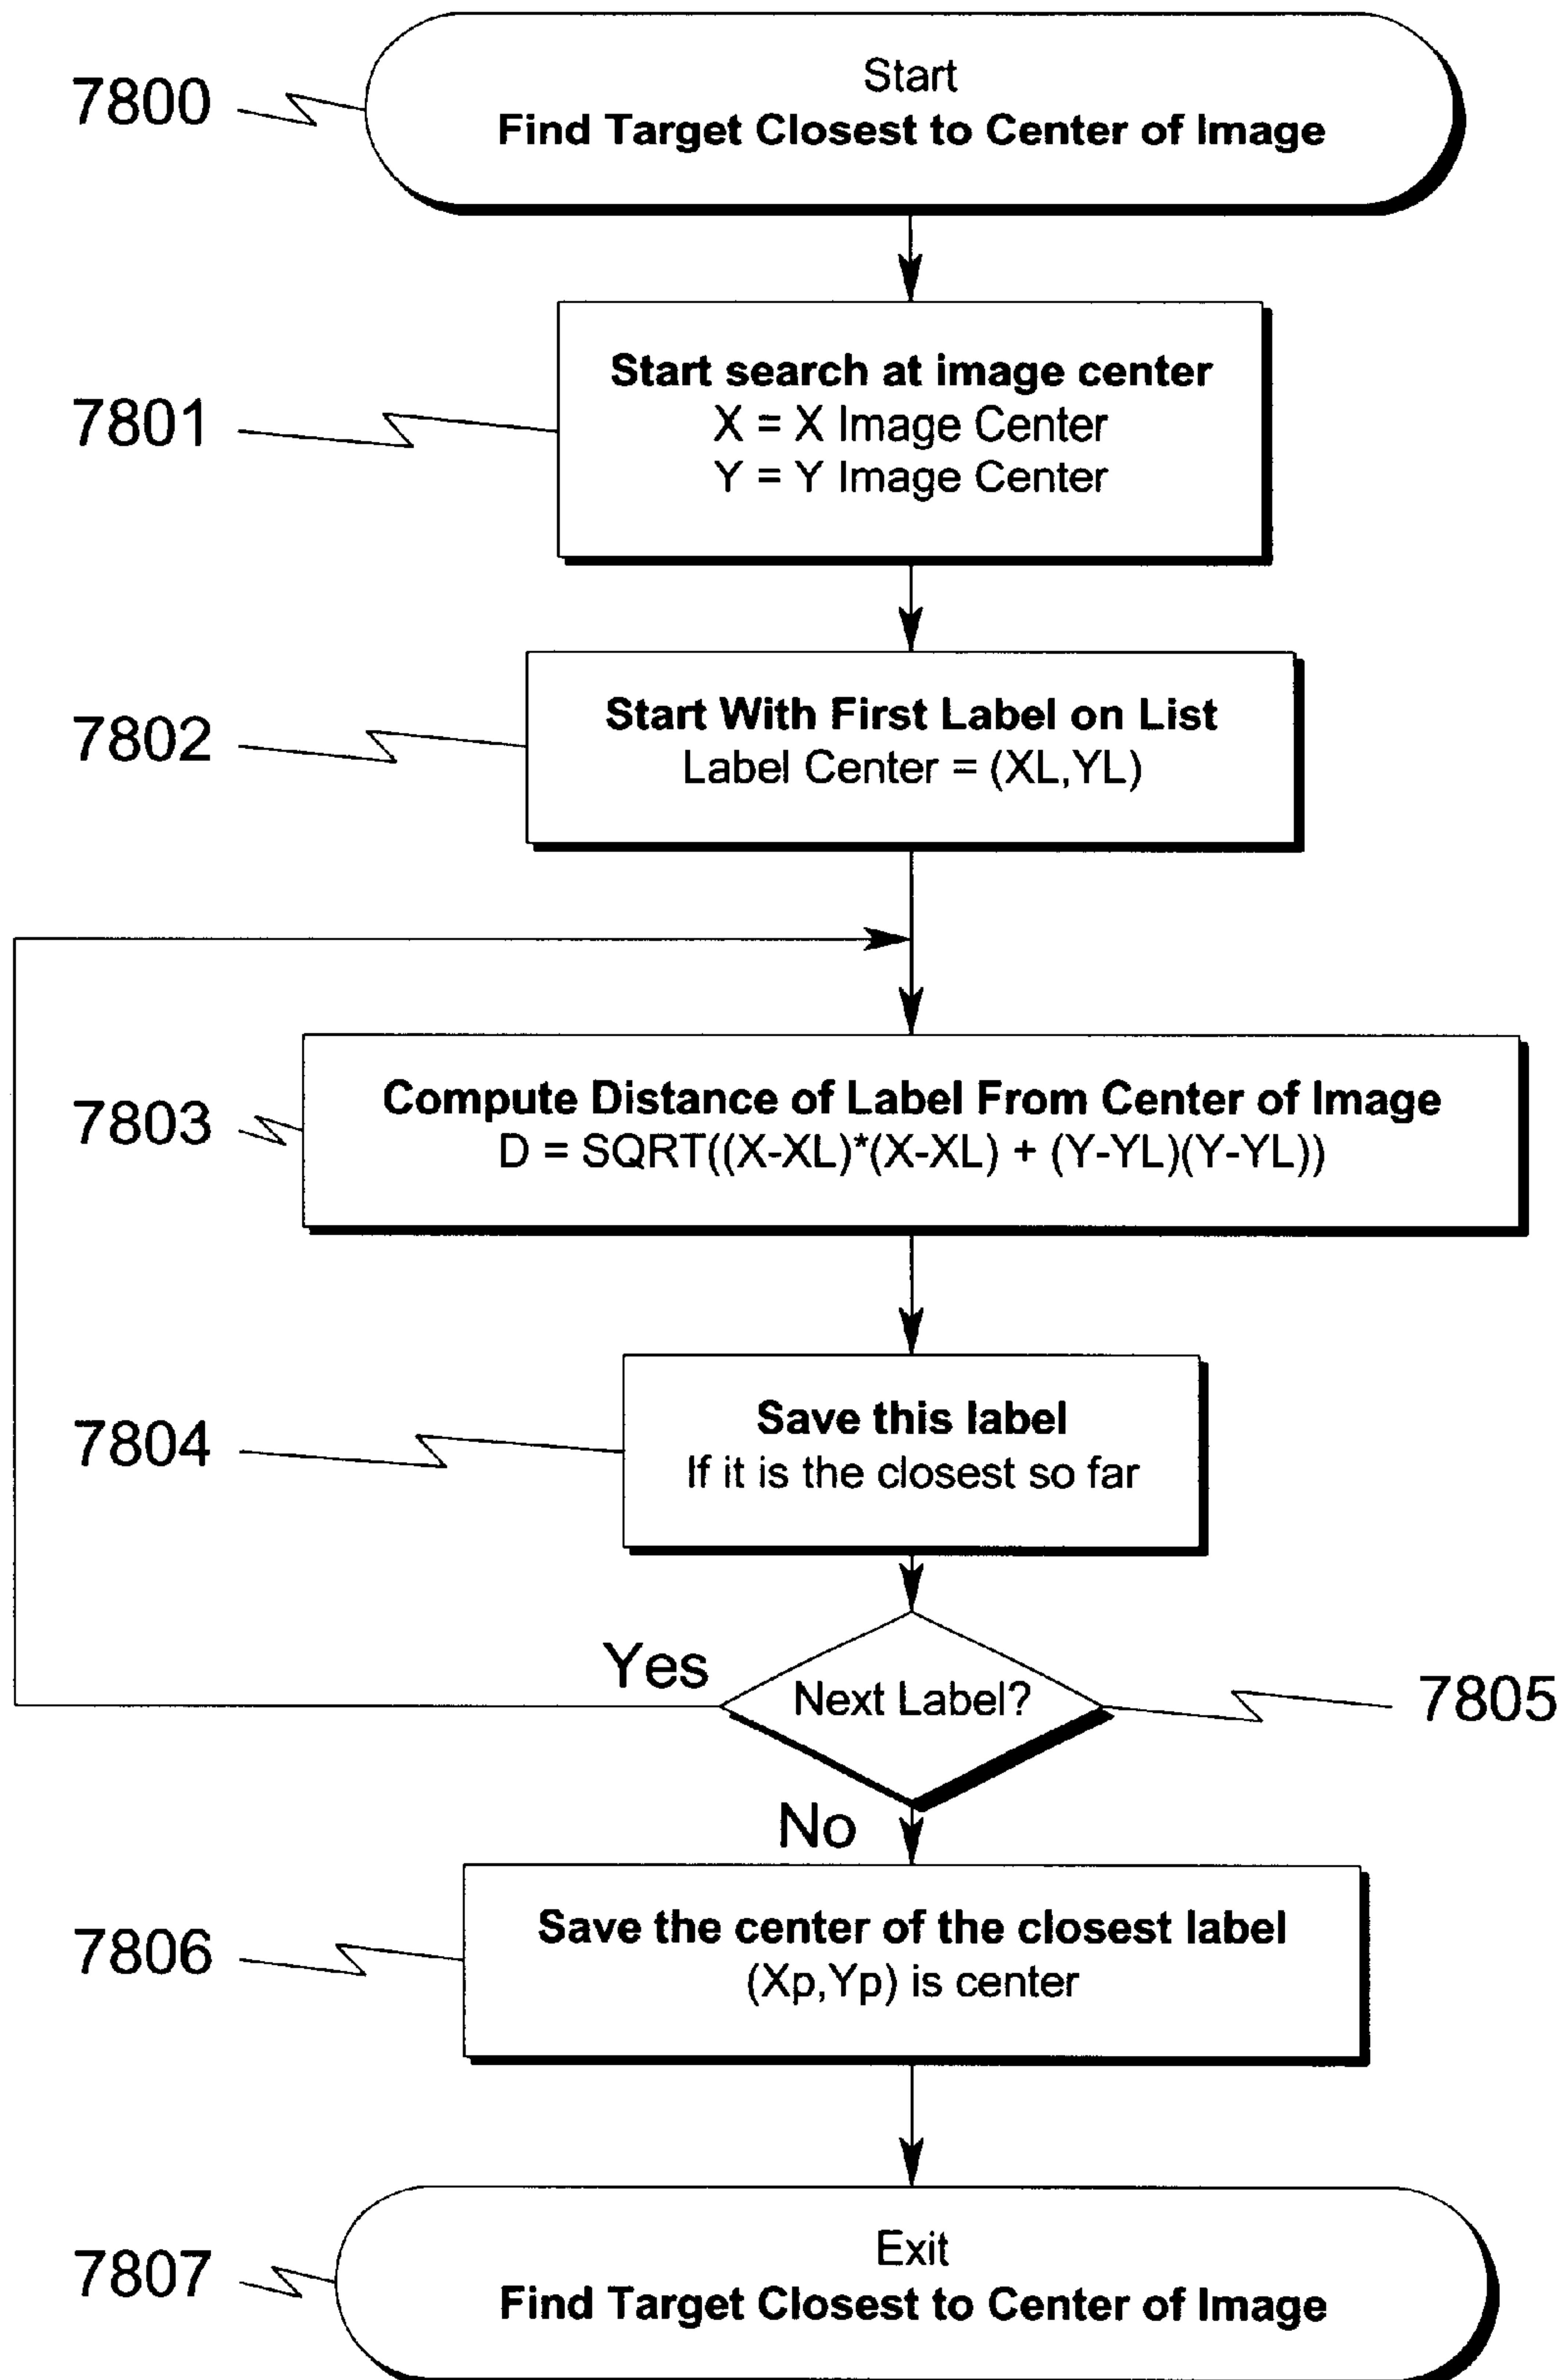 7800
Start
Find Target Closest to Center of Image
7801
Start search at image center
X = X Image Center
Y = Y Image Center
7802
Start With First Label on List
Label Center = (XL,YL)
7803
Compute Distance of Label From Center of Image
D = SQRT((X-XL)*(X-XL) + (Y-YL)(Y-YL))
7804
Save this label
If it is the closest so far
Yes
Next Label?
7805
No
7806
Save the center of the closest label
(Xp,Yp) is center
7807
Exit
Find Target Closest to Center of Image